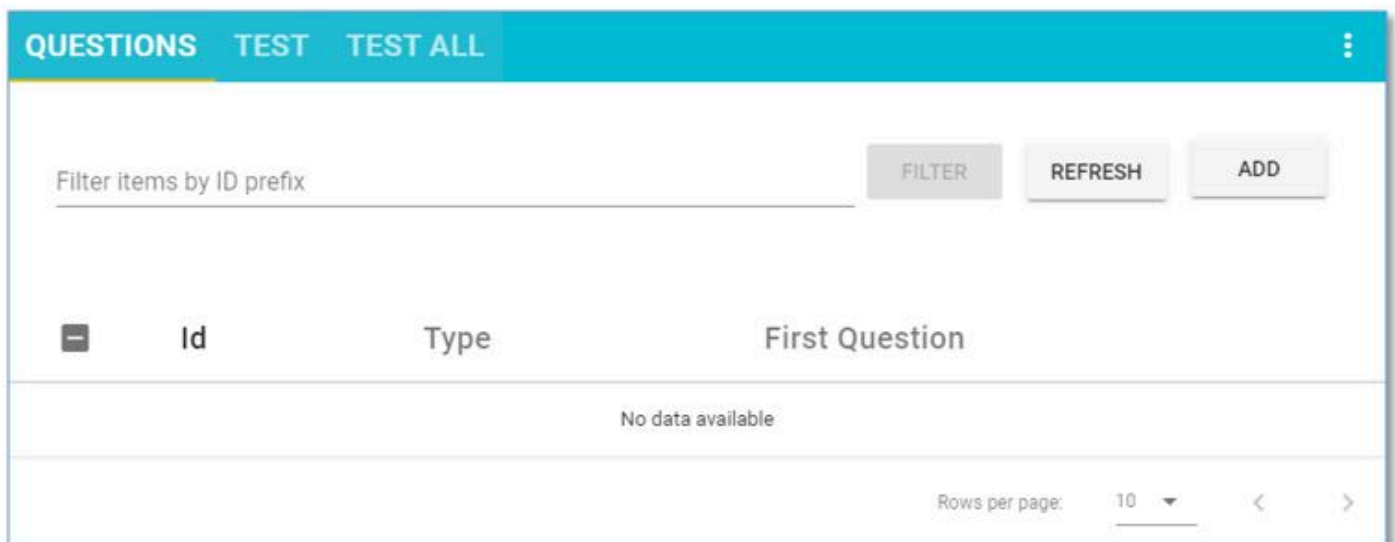 QUESTIONS TEST TEST ALL
Filter items by ID prefix FILTER REFRESH ADD
Id Type First Question
No data available
Rows per page: 10